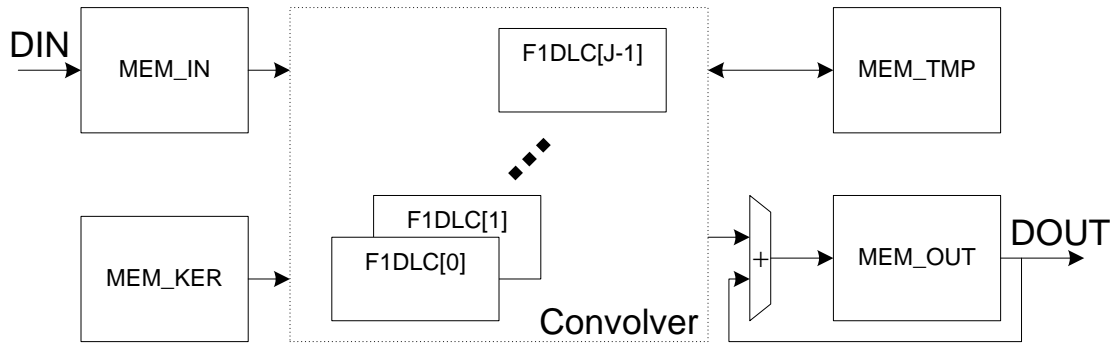 DIN
MEM_IN
F1DLC[J-1]
MEM_TMP
MEM_KER
F1DLC[1]
F1DLC[0]
+
MEM_OUT
DOUT
Convolver